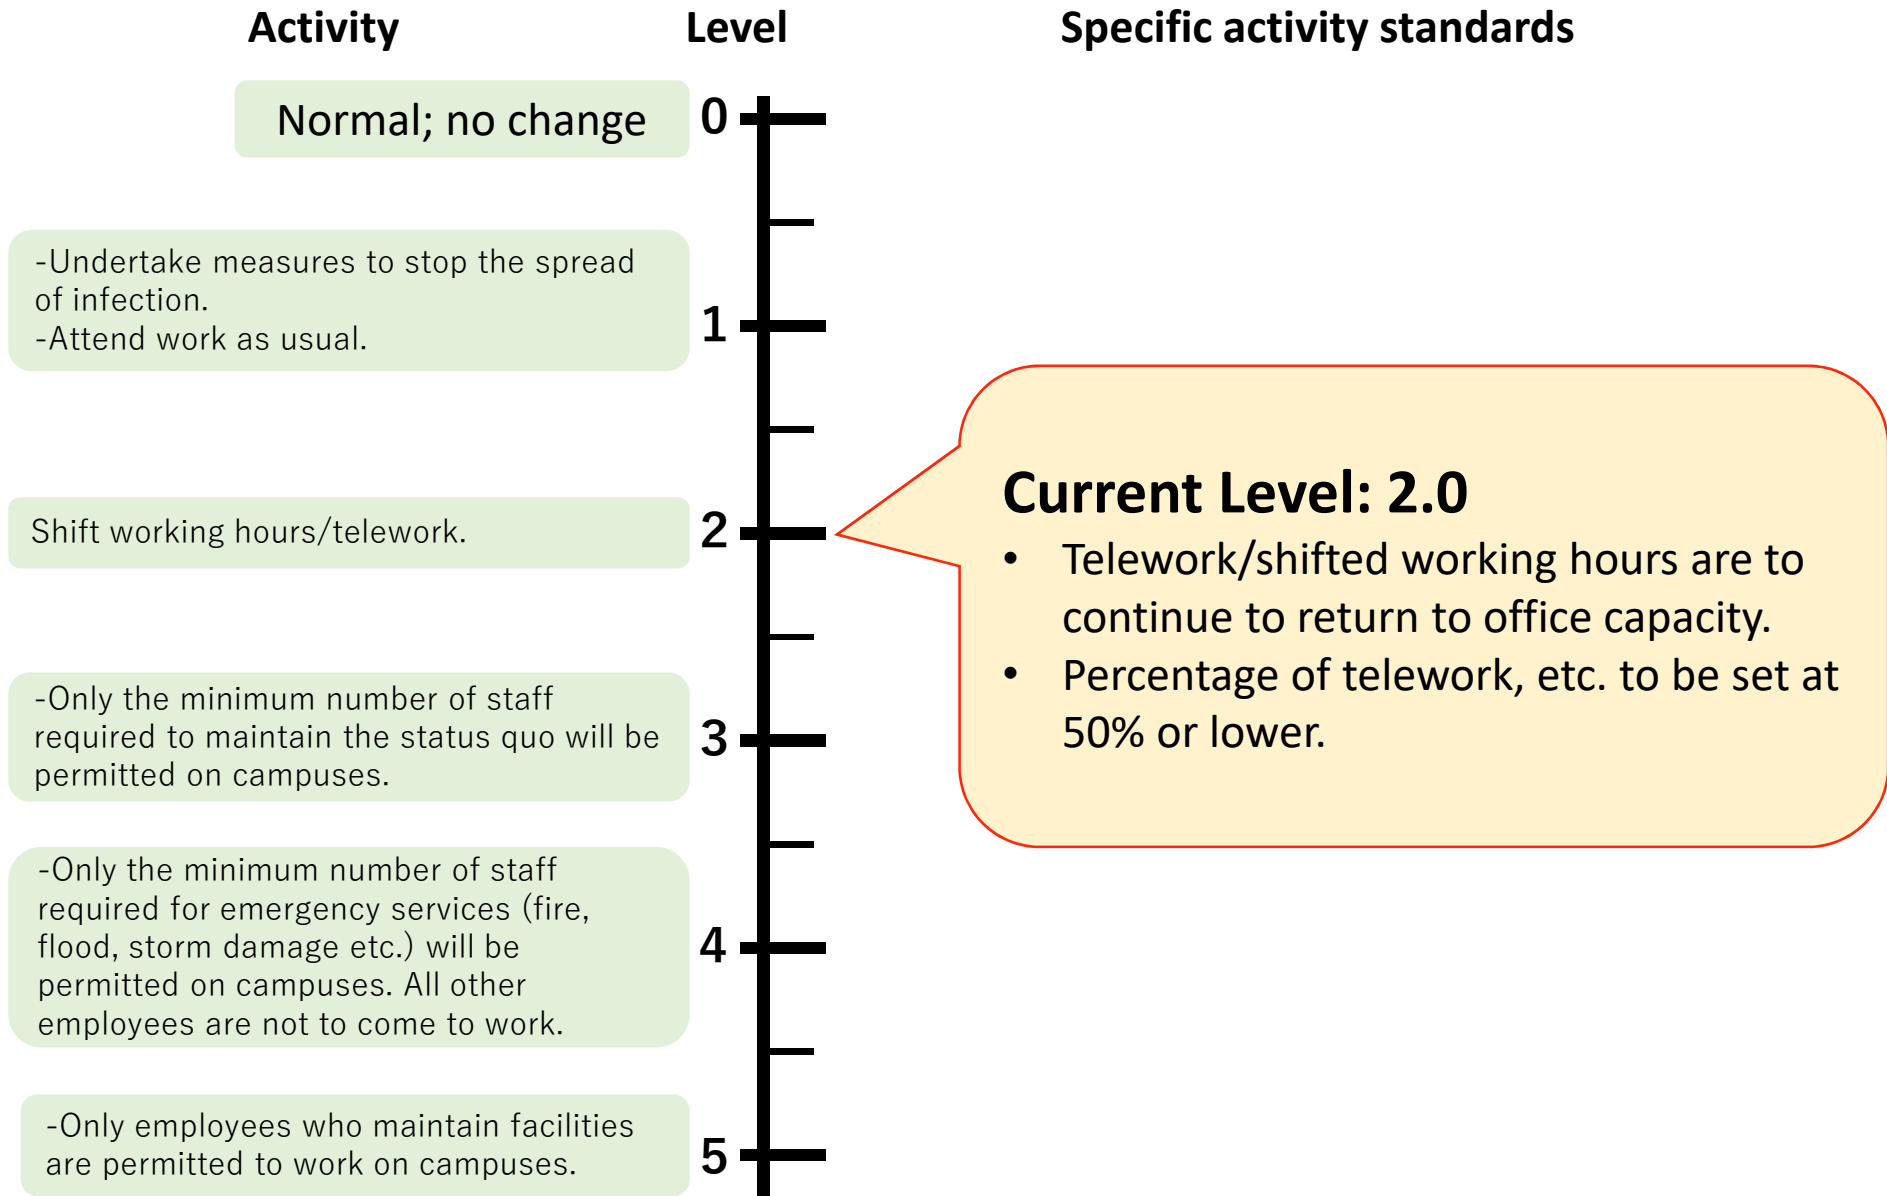 Activity
Level
Specific activity standards
Normal; no change
0
-Undertake measures to stop the spread
of infection.
-Attend work as usual.
1
Shift working hours/telework.
2
Current Level: 2.0
• Telework/shifted working hours are to
continue to return to office capacity.
• Percentage of telework, etc. to be set at
50% or lower.
-Only the minimum number of staff
required to maintain the status quo will be
permitted on campuses.
3
-Only the minimum number of staff
required for emergency services (fire,
flood, storm damage etc.) will be
permitted on campuses. All other
employees are not to come to work.
4
-Only employees who maintain facilities
are permitted to work on campuses.
5